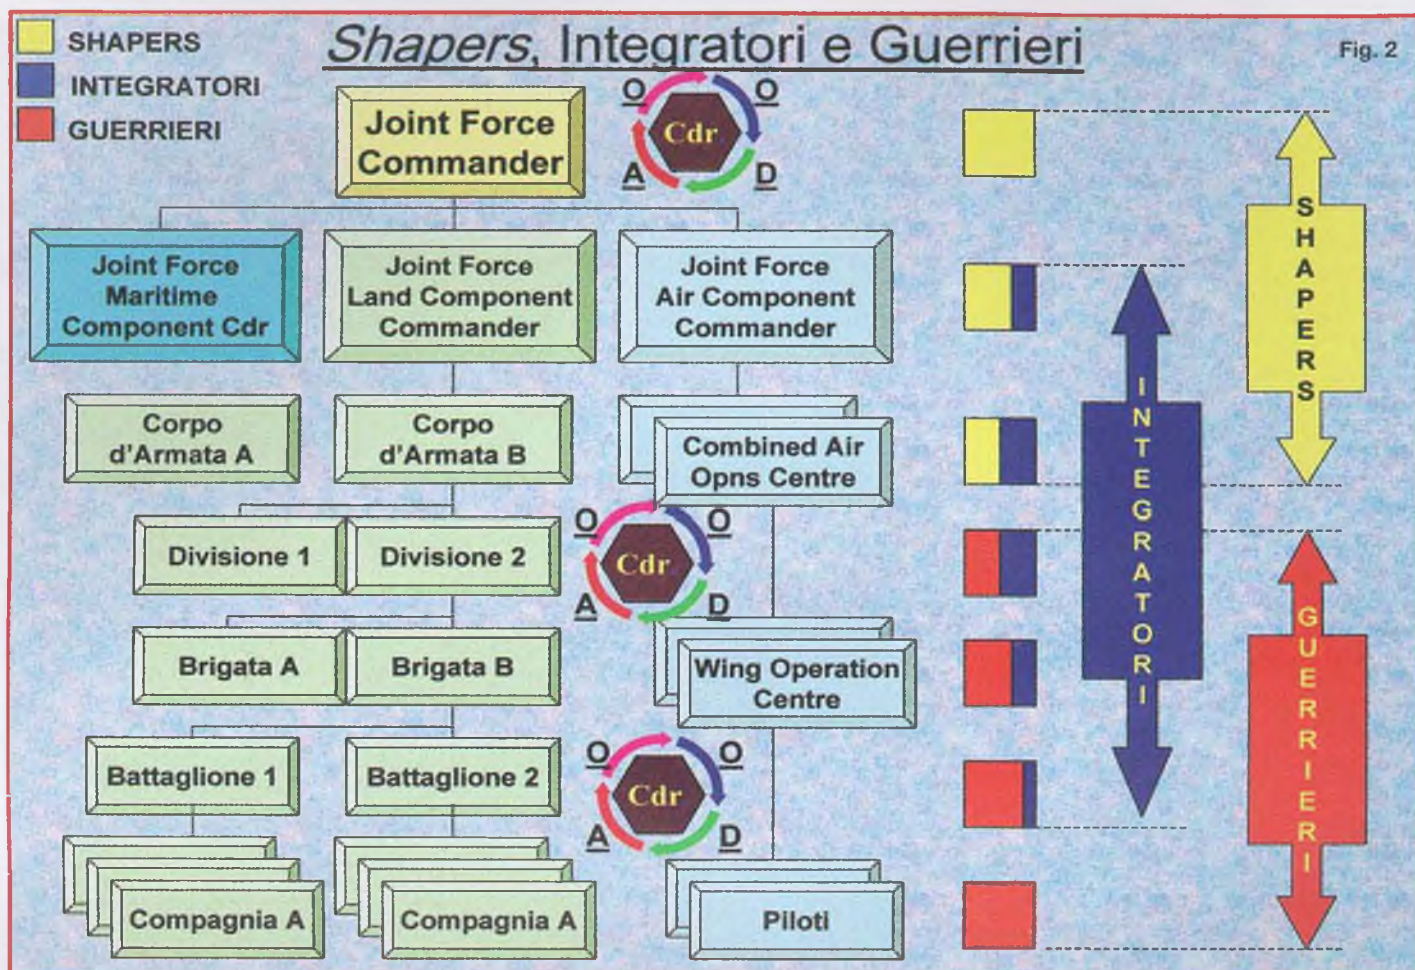 SHAPERS
INTEGRATORI
GUERRIERI
Shapers, Integratori e Guerrieri
Fig. 2
Joint Force
Commander
O
O
Cdr
A
D
Joint Force
Maritime
Component Cdr
Joint Force
Land Component
Commander
Joint Force
Air Component
Commander
Corpo
d'Armata A
Corpo
d'Armata B
Combined Air
Opns Centre
Divisione 1
Divisione 2
O
O
Cdr
A
D
Brigata A
Brigata B
Wing Operation
Centre
Battaglione 1
Battaglione 2
O
O
Cdr
A
D
Compagnia A
Compagnia A
Piloti
INTEGRATORI
SHAPERS
GUERRIERI